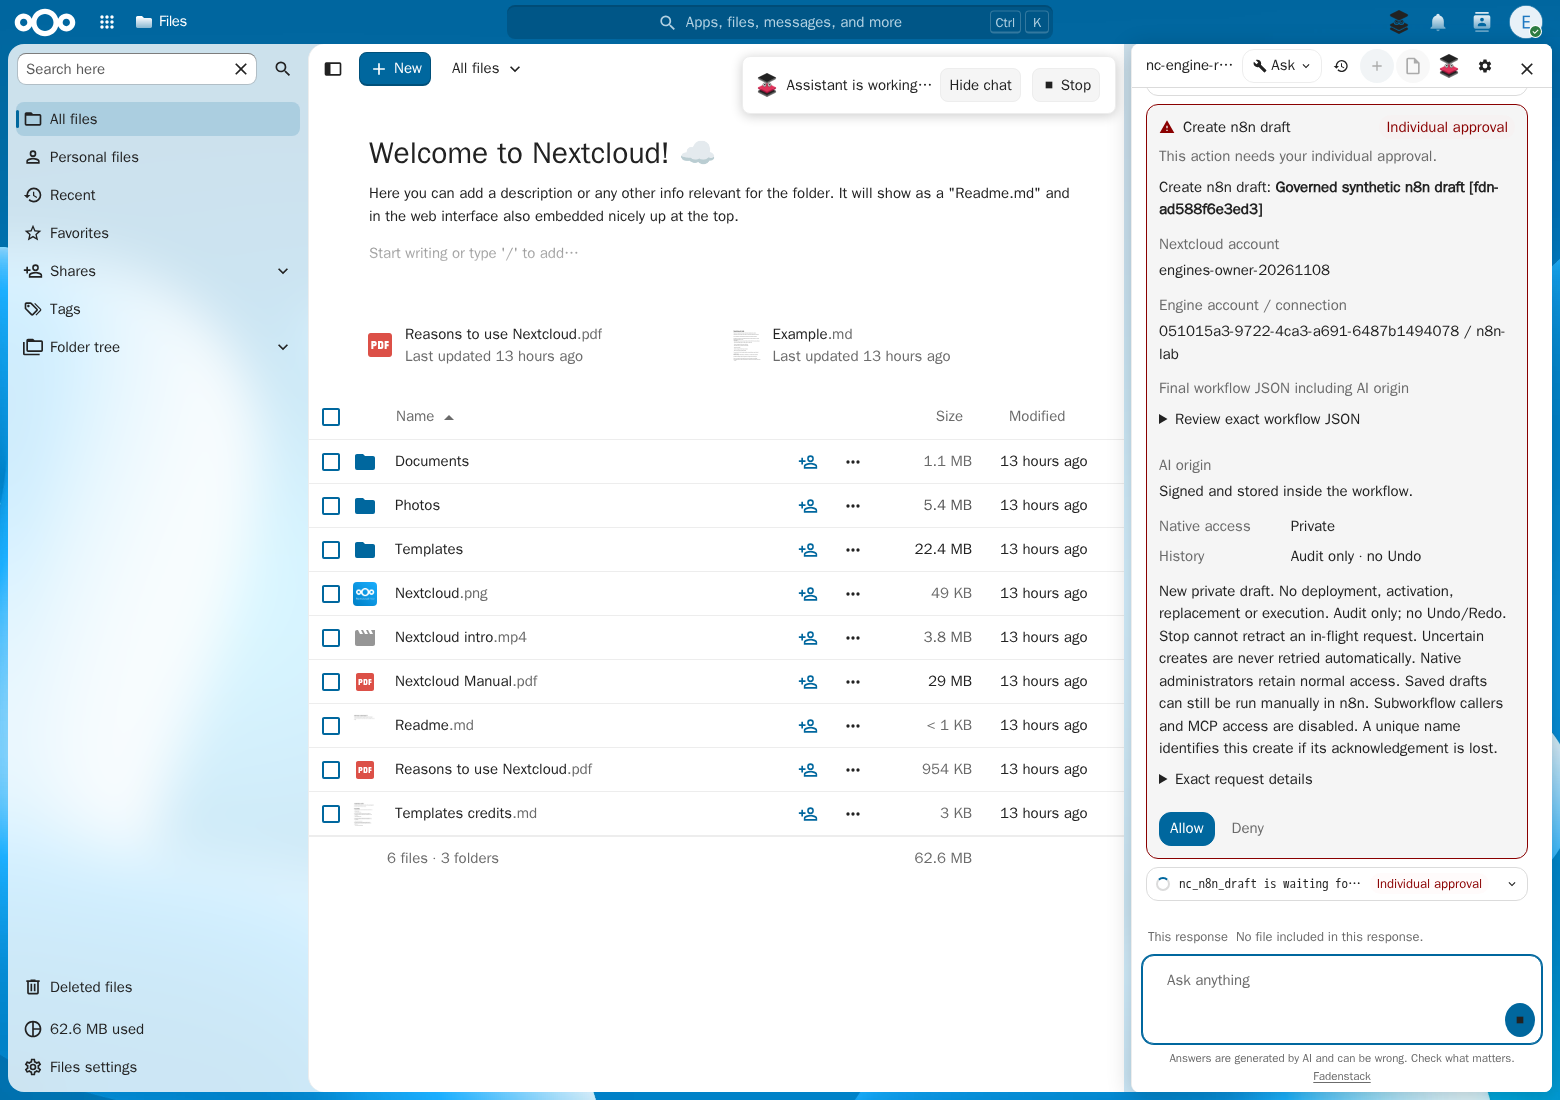 Files
Apps, files, messages, and more
Ctrl
K
E
Search here
All files
Personal files
Recent
Favorites
Shares
Tags
Folder tree
Deleted files
62.6 MB used
Files settings
New
All files
Assistant is working…
Hide chat
Stop
Welcome to Nextcloud! ☁️
Here you can add a description or any other info relevant for the folder. It will show as a "Readme.md" and
in the web interface also embedded nicely up at the top.
Start writing or type '/' to add…
PDF
Reasons to use Nextcloud.pdf
Last updated 13 hours ago
Example.md
Last updated 13 hours ago
Name
Size
Modified
Documents
1.1 MB
13 hours ago
Photos
5.4 MB
13 hours ago
Templates
22.4 MB
13 hours ago
Nextcloud.png
49 KB
13 hours ago
Nextcloud intro.mp4
3.8 MB
13 hours ago
PDF
Nextcloud Manual.pdf
29 MB
13 hours ago
Readme.md
< 1 KB
13 hours ago
PDF
Reasons to use Nextcloud.pdf
954 KB
13 hours ago
Templates credits.md
3 KB
13 hours ago
6 files · 3 folders
62.6 MB
nc-engine-r…
Ask
Create n8n draft
Individual approval
This action needs your individual approval.
Create n8n draft: Governed synthetic n8n draft [fdn-
ad588f6e3ed3]
Nextcloud account
engines-owner-20261108
Engine account / connection
051015a3-9722-4ca3-a691-6487b1494078 / n8n-
lab
Final workflow JSON including AI origin
Review exact workflow JSON
AI origin
Signed and stored inside the workflow.
Native access
Private
History
Audit only · no Undo
New private draft. No deployment, activation,
replacement or execution. Audit only; no Undo/Redo.
Stop cannot retract an in-flight request. Uncertain
creates are never retried automatically. Native
administrators retain normal access. Saved drafts
can still be run manually in n8n. Subworkflow callers
and MCP access are disabled. A unique name
identifies this create if its acknowledgement is lost.
Exact request details
Allow
Deny
nc_n8n_draft is waiting fo…
Individual approval
This response
No file included in this response.
Ask anything
Answers are generated by AI and can be wrong. Check what matters.
Fadenstack